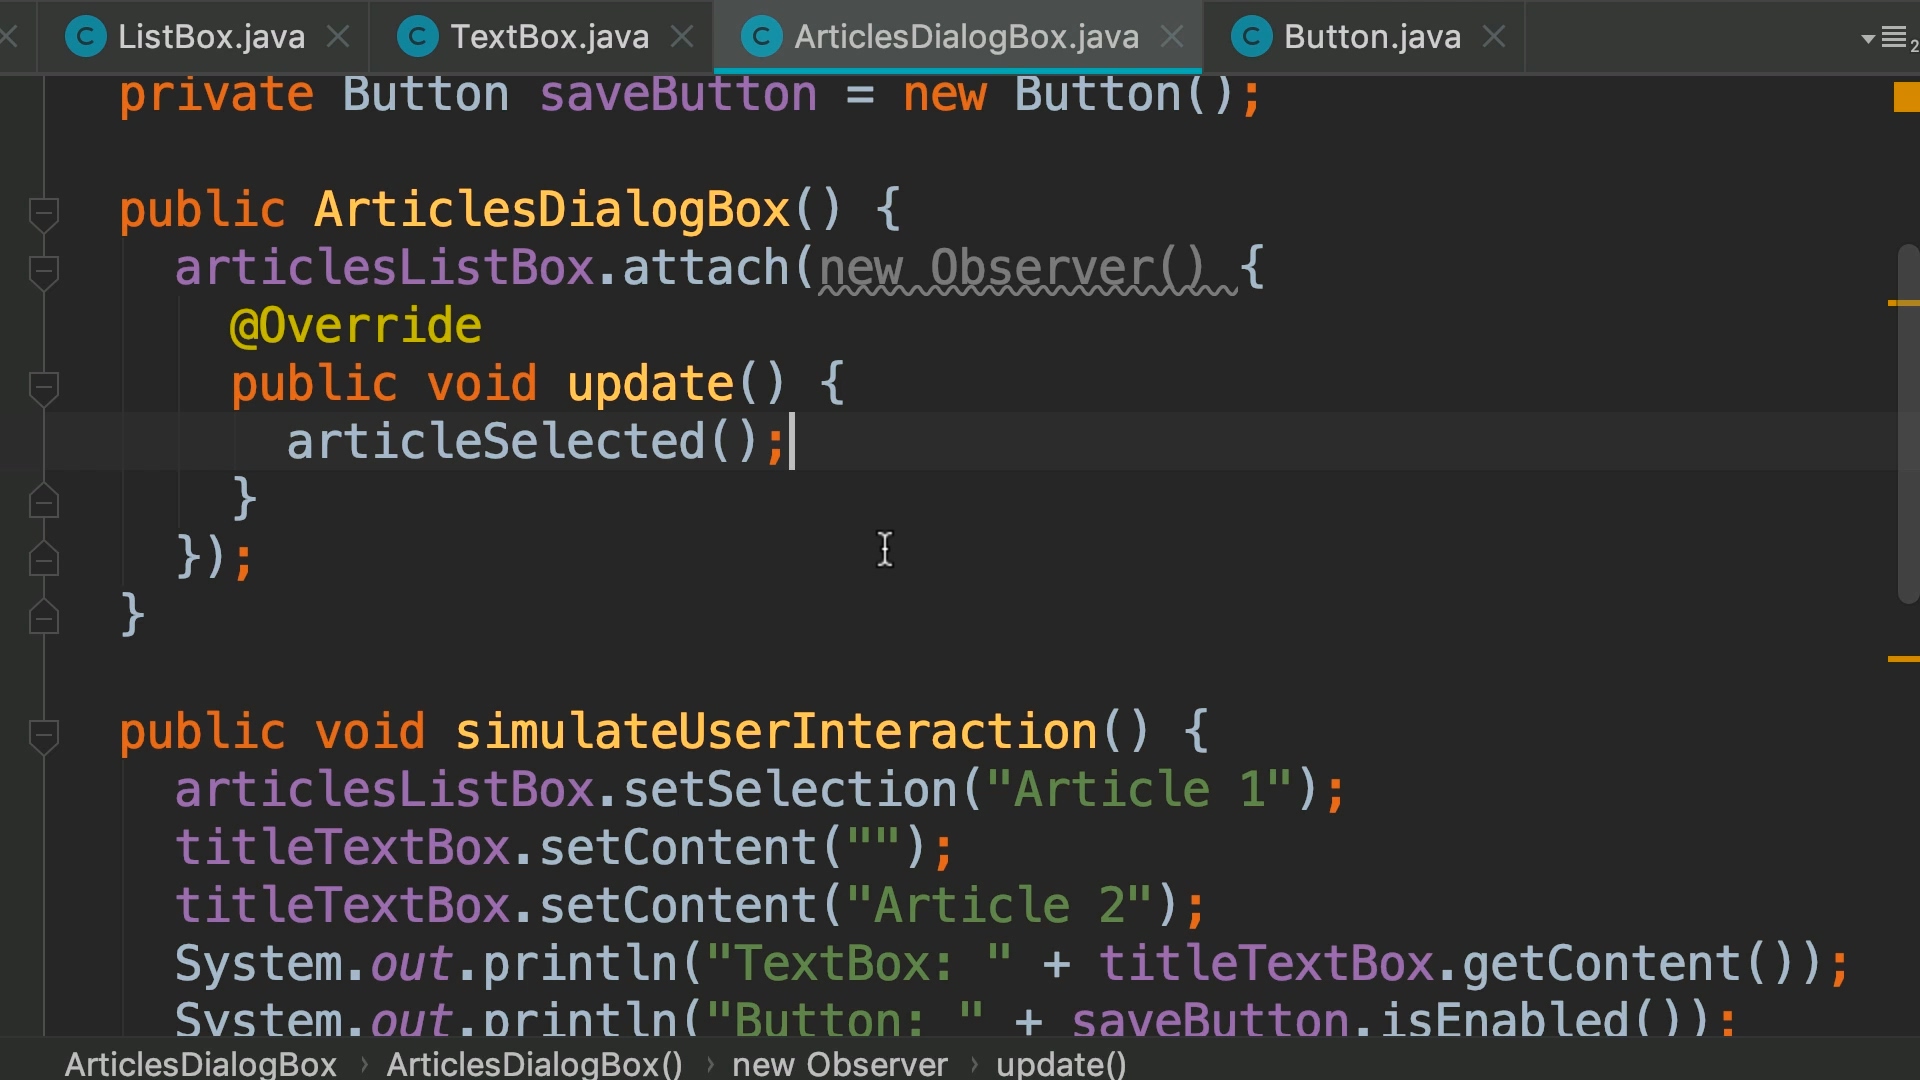 ListBox.java
TextBox.java
ArticlesDialogBox.java
Button.java
2
private Button saveButton = new Button();
public ArticlesDialogBox() {
articlesListBox.attach(new Observer() {
@Override
public void update() {
articleSelected();
}
});
}
public void simulateUserInteraction() {
articlesListBox.setSelection("Article 1");
titleTextBox.setContent("");
titleTextBox.setContent("Article 2");
System.out.println("TextBox: " + titleTextBox.getContent());
System.out.println("Button: " + saveButton.isEnabled());
ArticlesDialogBox › ArticlesDialogBox() › new Observer › update()